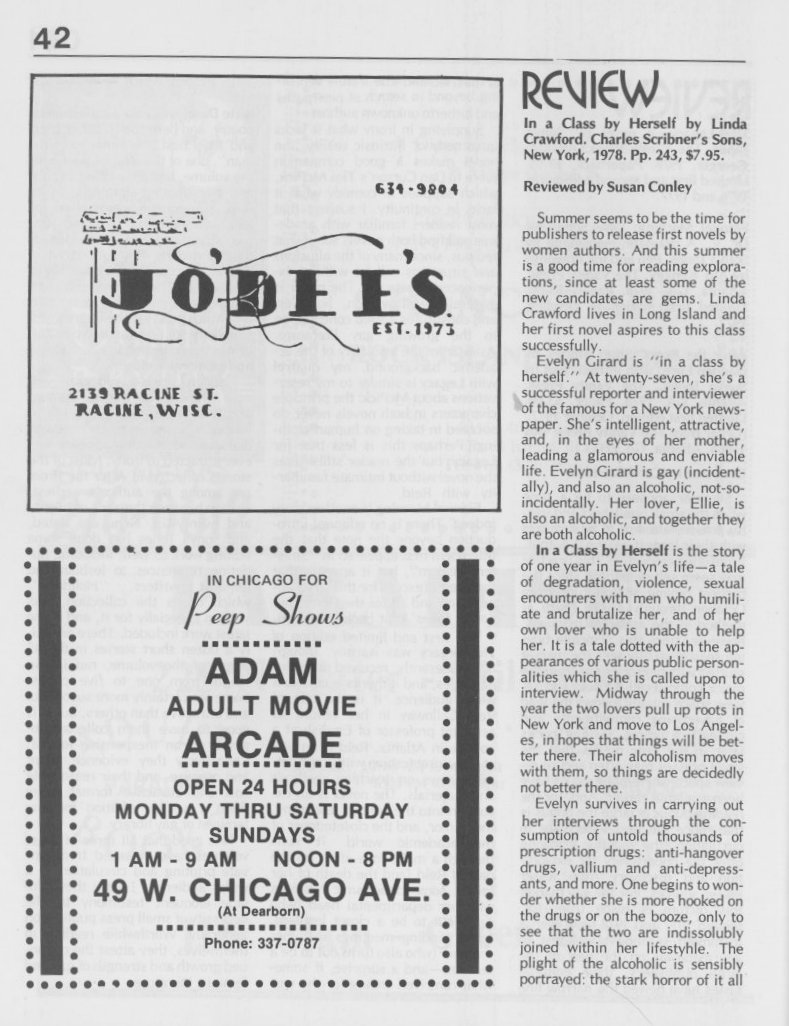 42
634-9804
JO'DEE'S.
EST. 1973
2139 RACINE ST.
RACINE, WISC.
IN CHICAGO FOR
Peep Shows
ADAM
ADULT MOVIE
ARCADE
OPEN 24 HOURS
MONDAY THRU SATURDAY
SUNDAYS
1 AM - 9 AM NOON - 8 PM
49 W. CHICAGO AVE.
(At Dearborn)
Phone: 337-0787
REVIEW
In a Class by Herself by Linda
Crawford. Charles Scribner's Sons,
New York, 1978. Pp. 243, $7.95.
Reviewed by Susan Conley
Summer seems to be the time for
publishers to release first novels by
women authors. And this summer
is a good time for reading explora-
tions, since at least some of the
new candidates are gems. Linda
Crawford lives in Long Island and
her first novel aspires to this class
successfully.
Evelyn Girard is "in a class by
herself." At twenty-seven, she's a
successful reporter and interviewer
of the famous for a New York news-
paper. She's intelligent, attractive,
and, in the eyes of her mother,
leading a glamorous and enviable
life. Evelyn Girard is gay (incident-
ally), and also an alcoholic, not-so-
incidentally. Her lover, Ellie, is
also an alcoholic, and together they
are both alcoholic.
In a Class by Herself is the story
of one year in Evelyn's life—a tale
of degradation, violence, sexual
encountrers with men who humili-
ate and brutalize her, and of her
own lover who is unable to help
her. It is a tale dotted with the ap-
pearances of various public person-
alities which she is called upon to
interview. Midway through the
year the two lovers pull up roots in
New York and move to Los Angel-
es, in hopes that things will be bet-
ter there. Their alcoholism moves
with them, so things are decidedly
not better there.
Evelyn survives in carrying out
her interviews through the con-
sumption of untold thousands of
prescription drugs: anti-hangover
drugs, vallium and anti-depress-
ants, and more. One begins to won-
der whether she is more hooked on
the drugs or on the booze, only to
see that the two are indissolubly
joined within her lifestyhle. The
plight of the alcoholic is sensibly
portrayed: the stark horror of it all